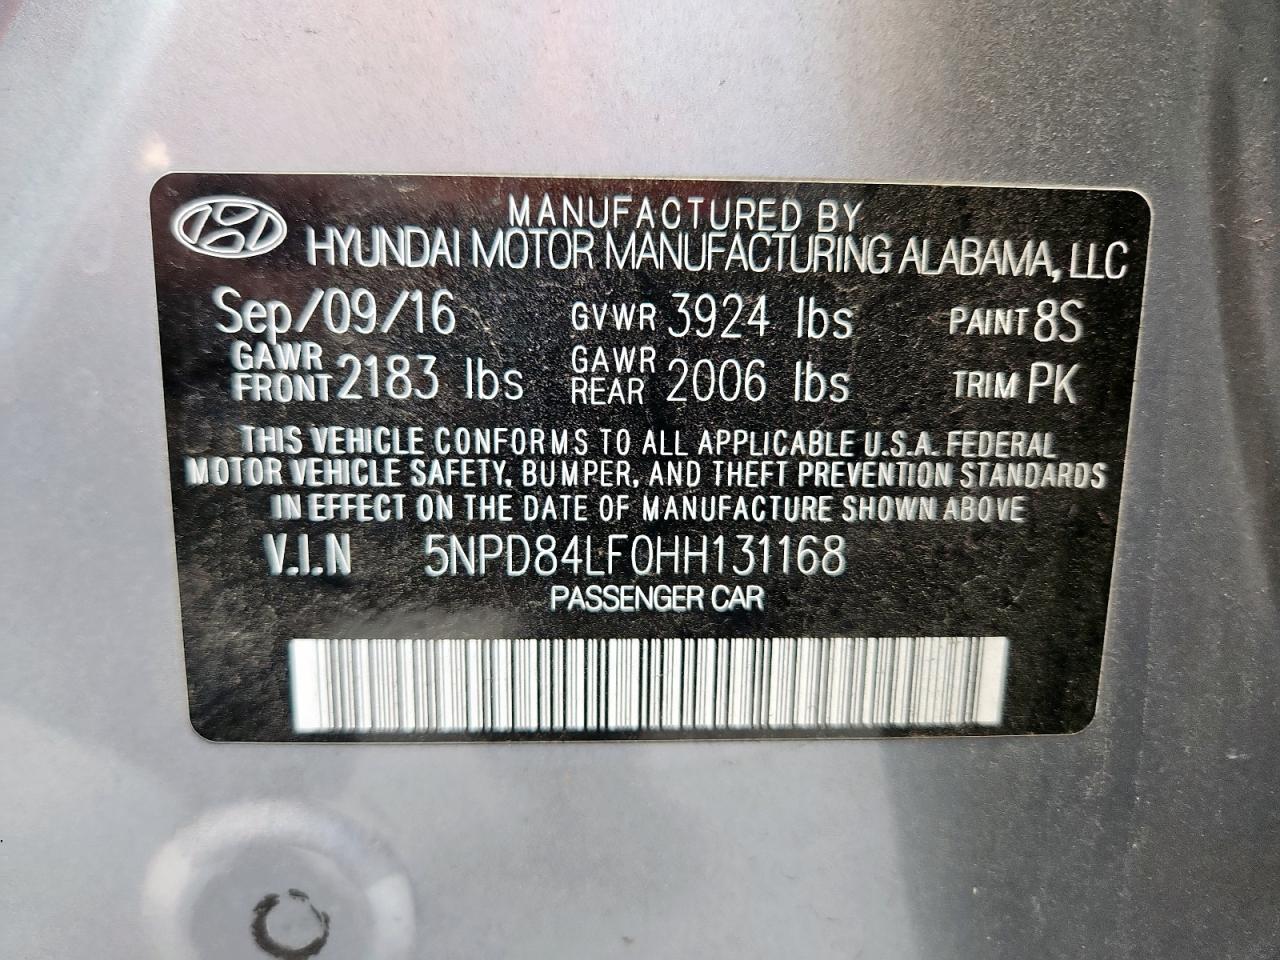 MANUFACTURED BY
HYUNDAI MOTOR MANUFACTURING ALABAMA, LLC
Sep/09/16 GVWR 3924 lbs PAINT 8S
GAWR FRONT 2183 lbs GAWR REAR 2006 lbs TRIM PK
THIS VEHICLE CONFORMS TO ALL APPLICABLE U.S.A. FEDERAL
MOTOR VEHICLE SAFETY, BUMPER, AND THEFT PREVENTION STANDARDS
IN EFFECT ON THE DATE OF MANUFACTURE SHOWN ABOVE
V.I.N 5NPD84LF0HH131168
PASSENGER CAR